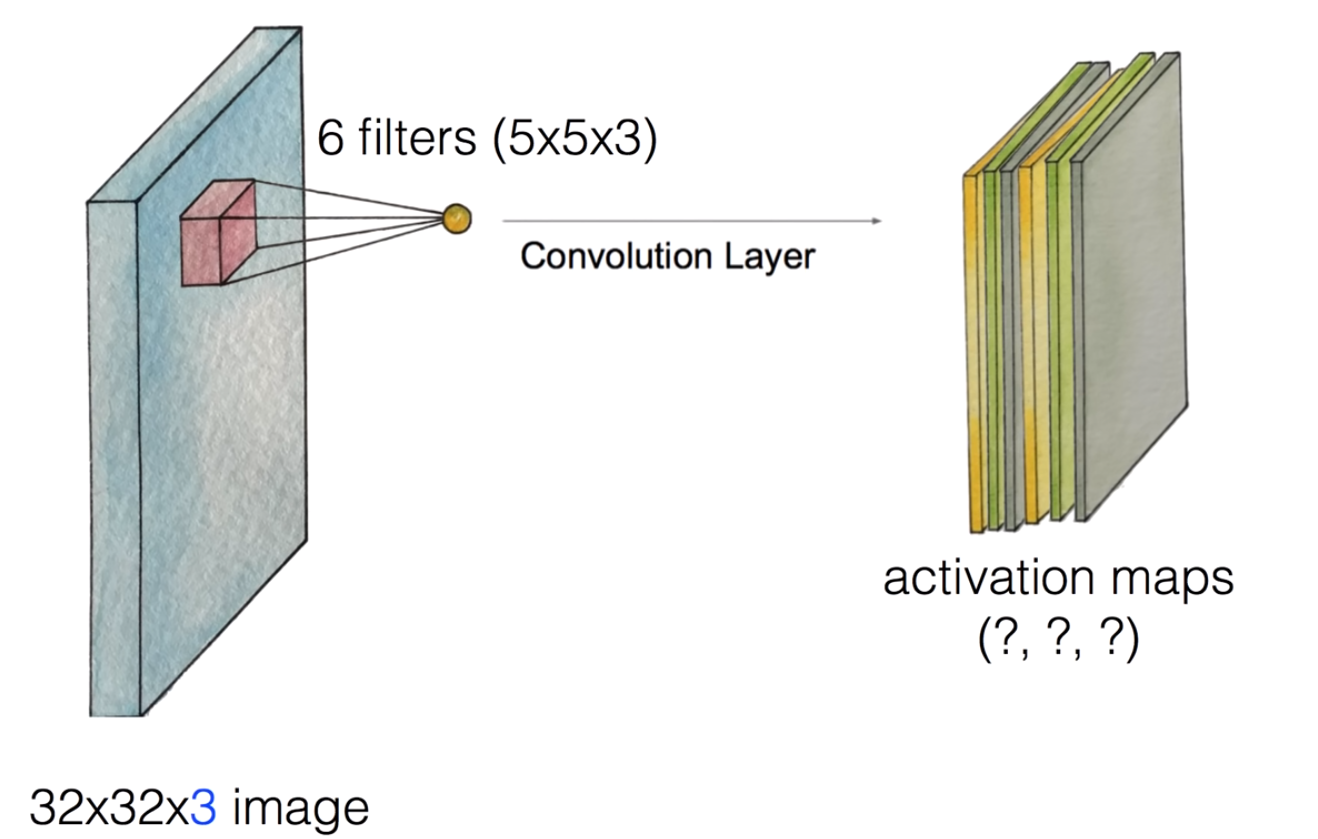 6 filters (5x5x3)
Convolution Layer
activation maps
(?, ?, ?)
32x32x3 image